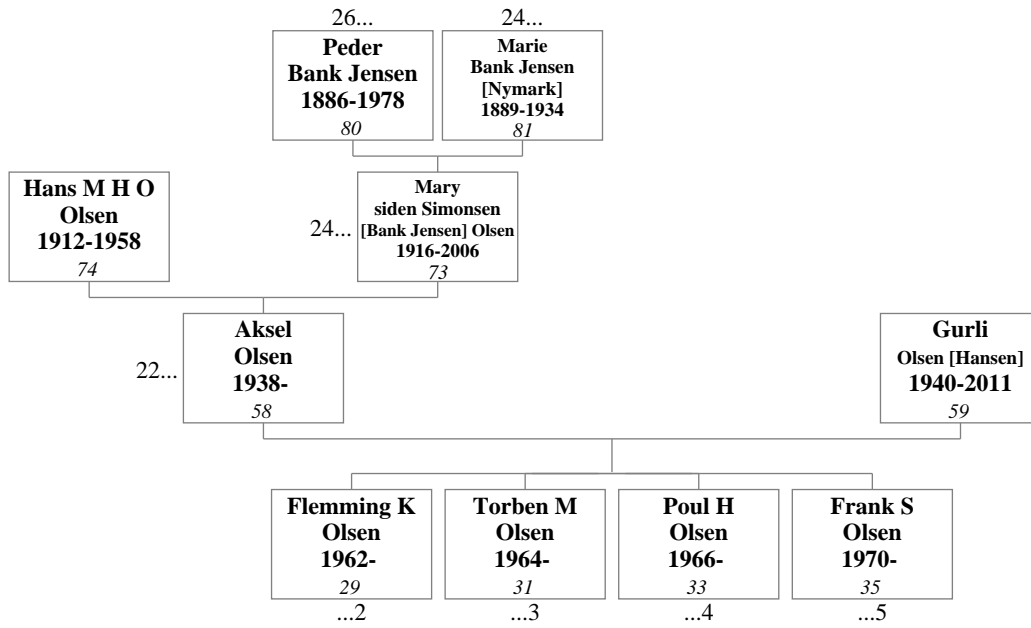 26...
Peder
Bank Jensen
1886-1978
80
24...
Marie
Bank Jensen
[Nymark]
1889-1934
81
Hans M H O
Olsen
1912-1958
74
24...
Mary
siden Simonsen
[Bank Jensen] Olsen
1916-2006
73
22...
Aksel
Olsen
1938-
58
Gurli
Olsen [Hansen]
1940-2011
59
Flemming K
Olsen
1962-
29
...2
Torben M
Olsen
1964-
31
...3
Poul H
Olsen
1966-
33
...4
Frank S
Olsen
1970-
35
...5